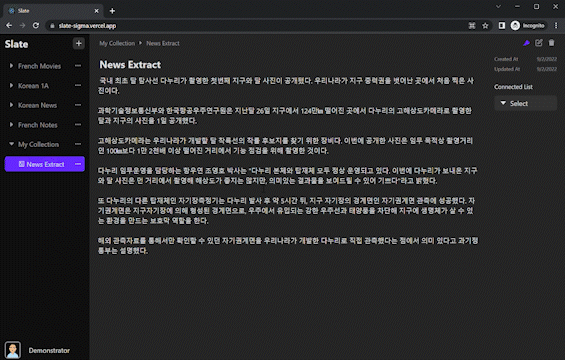 Slate
slate-sigma.vercel.app
Incognito
Slate
My Collection
News Extract
French Movies
Korean 1A
Korean News
French Notes
My Collection
News Extract
Demonstrator
News Extract
국내 최초 달 탐사선 다누리가 촬영한 첫번째 지구와 달 사진이 공개됐다. 우리나라가 지구 중력권을 벗어난 곳에서 처음 찍은 사
진이다.
과학기술정보통신부와 한국항공우주연구원은 지난달 26일 지구에서 124만㎞ 떨어진 곳에서 다누리의 고해상도카메라로 촬영한
달과 지구의 사진을 1일 공개했다.
고해상도카메라는 우리나라가 개발할 달 착륙선의 착륙 후보지를 찾기 위한 장비다. 이번에 공개한 사진은 임무 목적상 촬영거리
인 100㎞보다 1만 2천배 이상 떨어진 거리에서 기능 점검을 위해 촬영한 것이다.
다누리 임무운영을 담당하는 항우연 조영호 박사는 "다누리 본체와 탑재체 모두 정상 운영되고 있다. 이번에 다누리가 보내온 지구
와 달 사진은 먼 거리에서 촬영해 해상도가 좋지는 않지만, 의미있는 결과물을 보여드릴 수 있어 기쁘다"라고 밝혔다.
또 다누리의 다른 탑재체인 자기장측정기는 다누리 발사 후 약 5시간 뒤, 지구 자기장의 경계면인 자기권계면 관측에 성공했다. 자
기권계면은 지구자기장에 의해 형성된 경계면으로, 우주에서 유입되는 강한 우주선과 태양풍을 차단해 지구에 생명체가 살 수 있
는 환경을 만드는 보호막 역할을 한다.
해외 관측자료를 통해서만 확인할 수 있던 자기권계면을 우리나라가 개발한 다누리로 직접 관측했다는 점에서 의미 있다고 과기정
통부는 설명했다.
Created At 9/2/2022
Updated At 9/2/2022
Connected List
Select